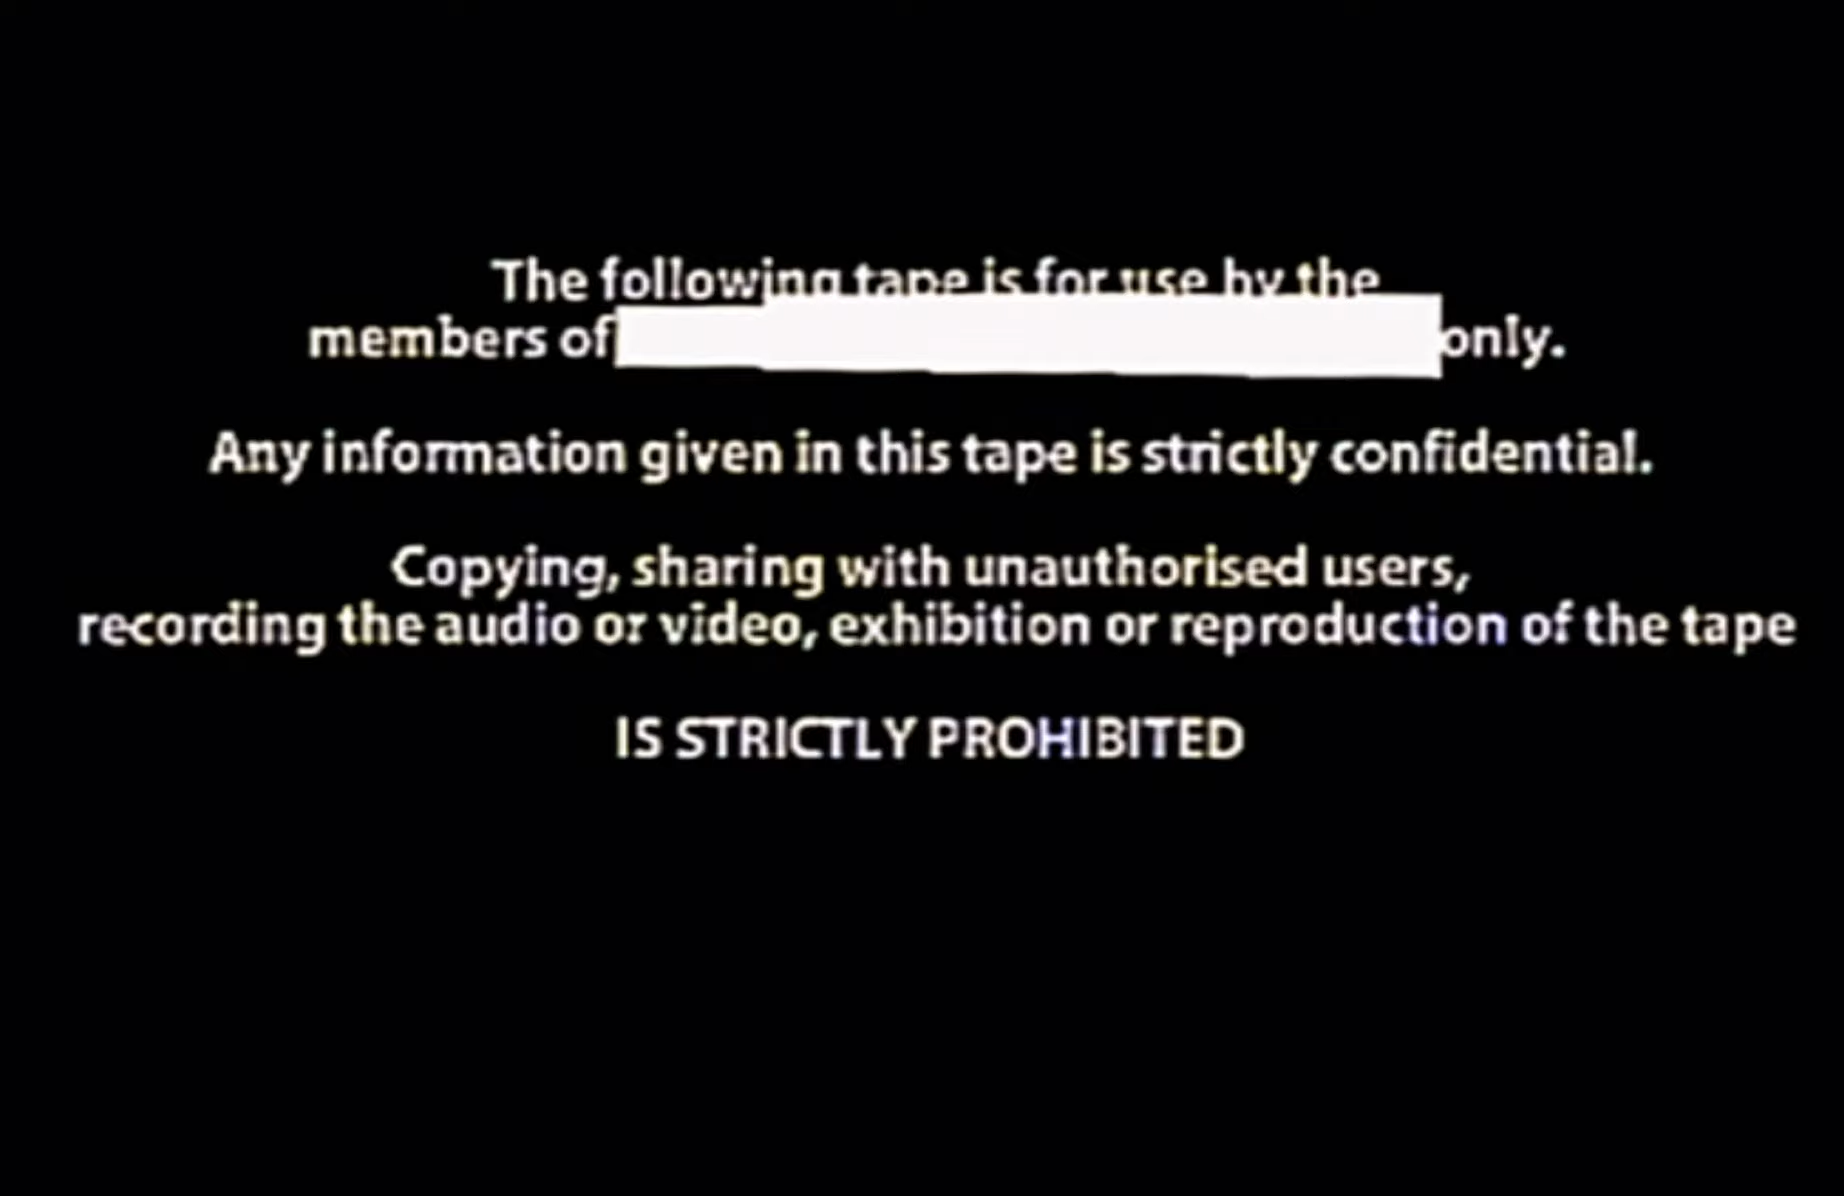 The following tape is for use by the
members of only.
Any information given in this tape is strictly confidential.
Copying, sharing with unauthorised users,
recording the audio or video, exhibition or reproduction of the tape
IS STRICTLY PROHIBITED